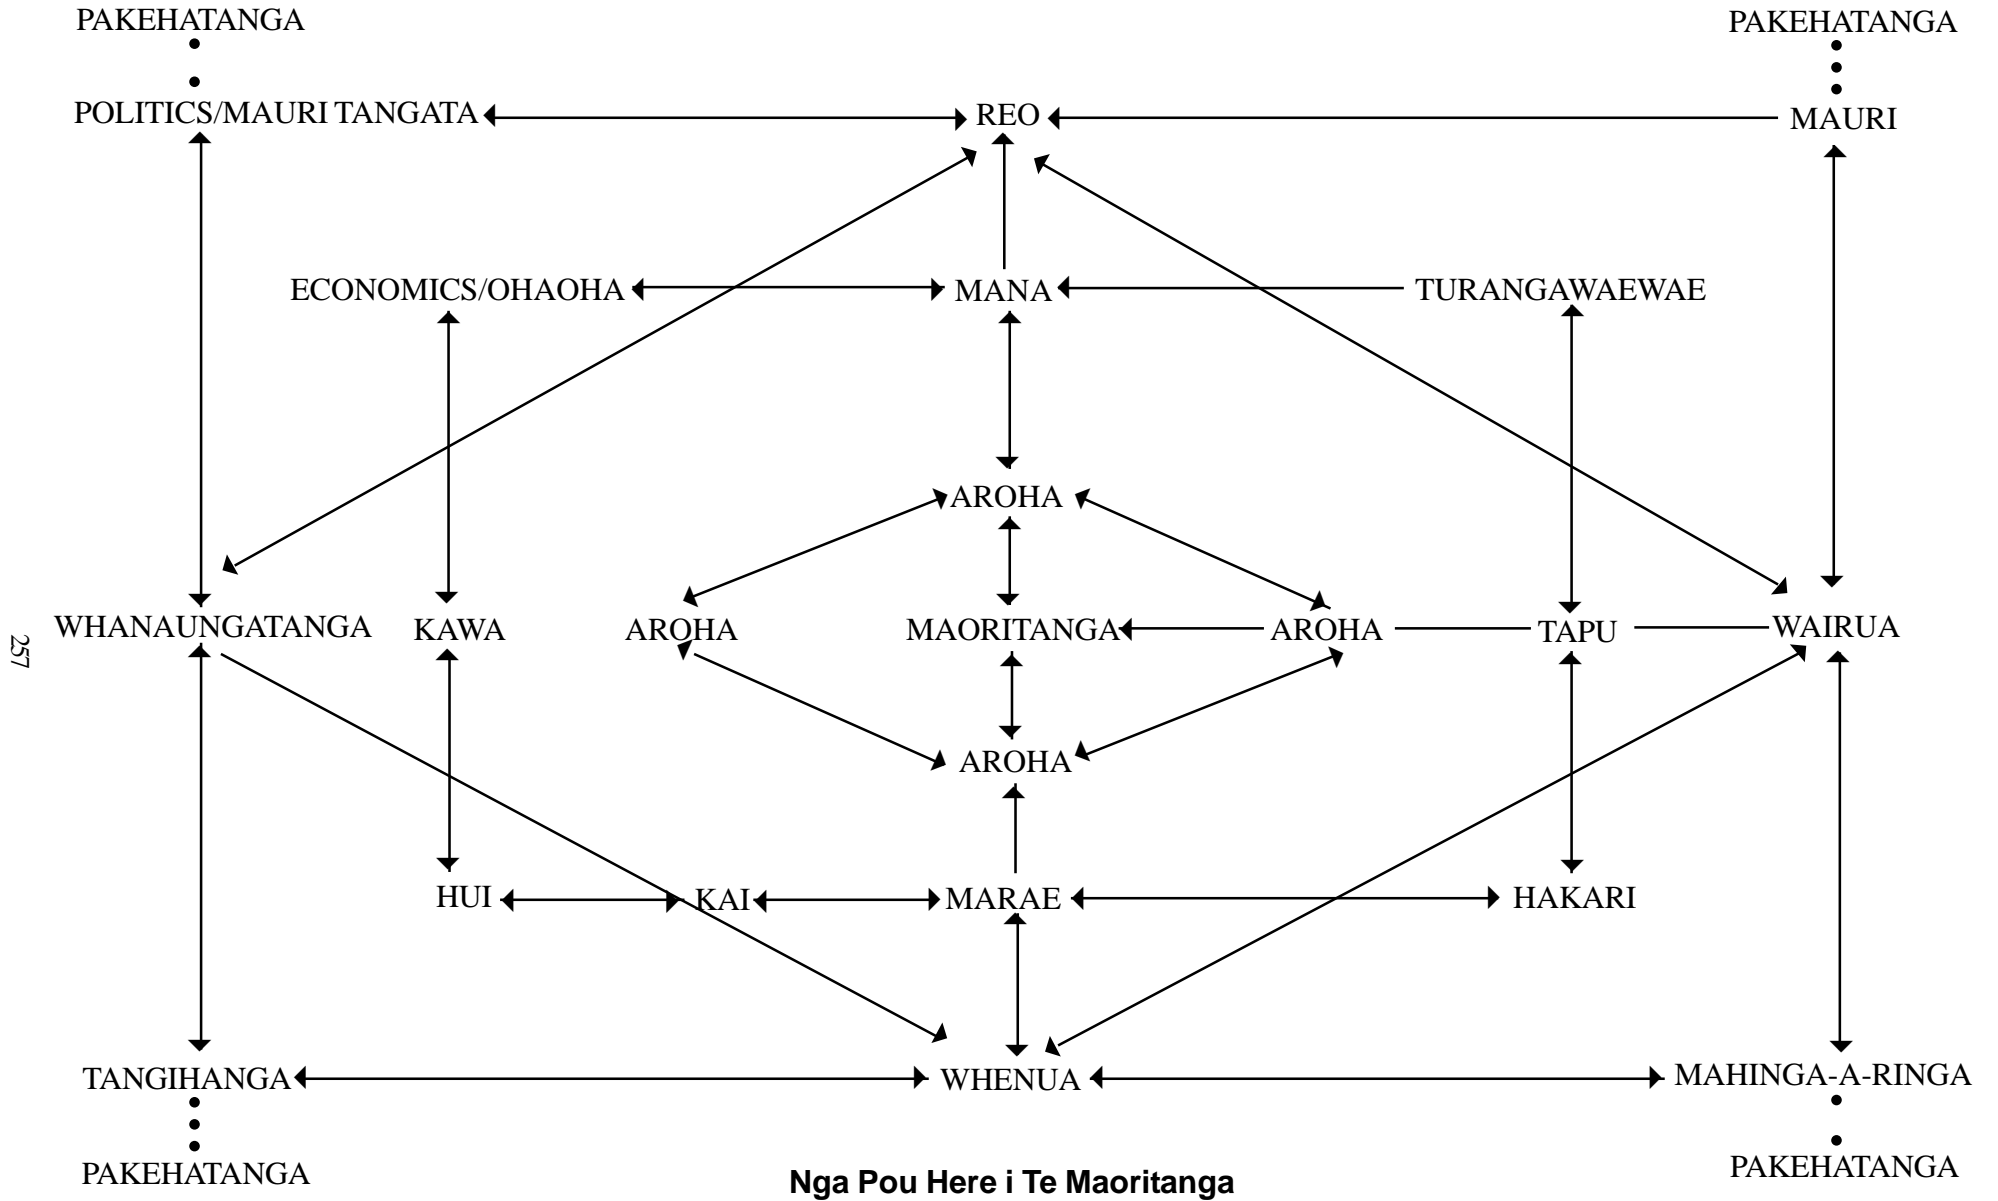 PAKEHATANGA PAKEHATANGA
POLITICS/MAURI TANGATA REO MAURI
ECONOMICS/OHAOHA MANA TURANGAWAEWAE
AROHA
WHANAUNGATANGA KAWA AROHA MAORITANGA AROHA TAPU WAIRUA
257
AROHA
HUI KAI MARAE HAKARI
TANGIHANGA WHENUA MAHINGA-A-RINGA
PAKEHATANGA PAKEHATANGA
Nga Pou Here i Te Maoritanga